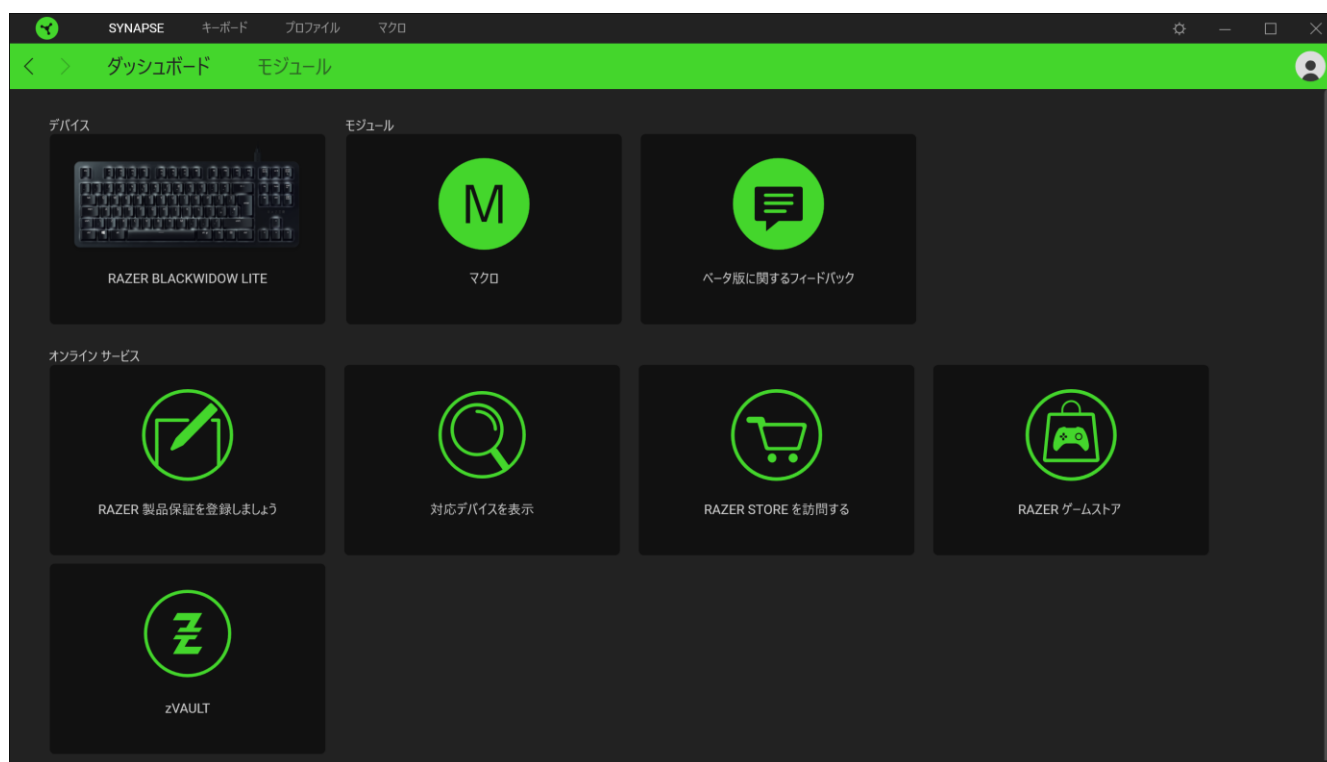 SYNAPSE キーボード プロファイル マクロ
ダッシュボード モジュール
デバイス モジュール
M
RAZER BLACKWIDOW LITE マクロ ベータ版に関するフィードバック
オンライン サービス
RAZER 製品保証を登録しましょう 対応デバイスを表示 RAZER STORE を訪問する RAZER ゲームストア
zVAULT